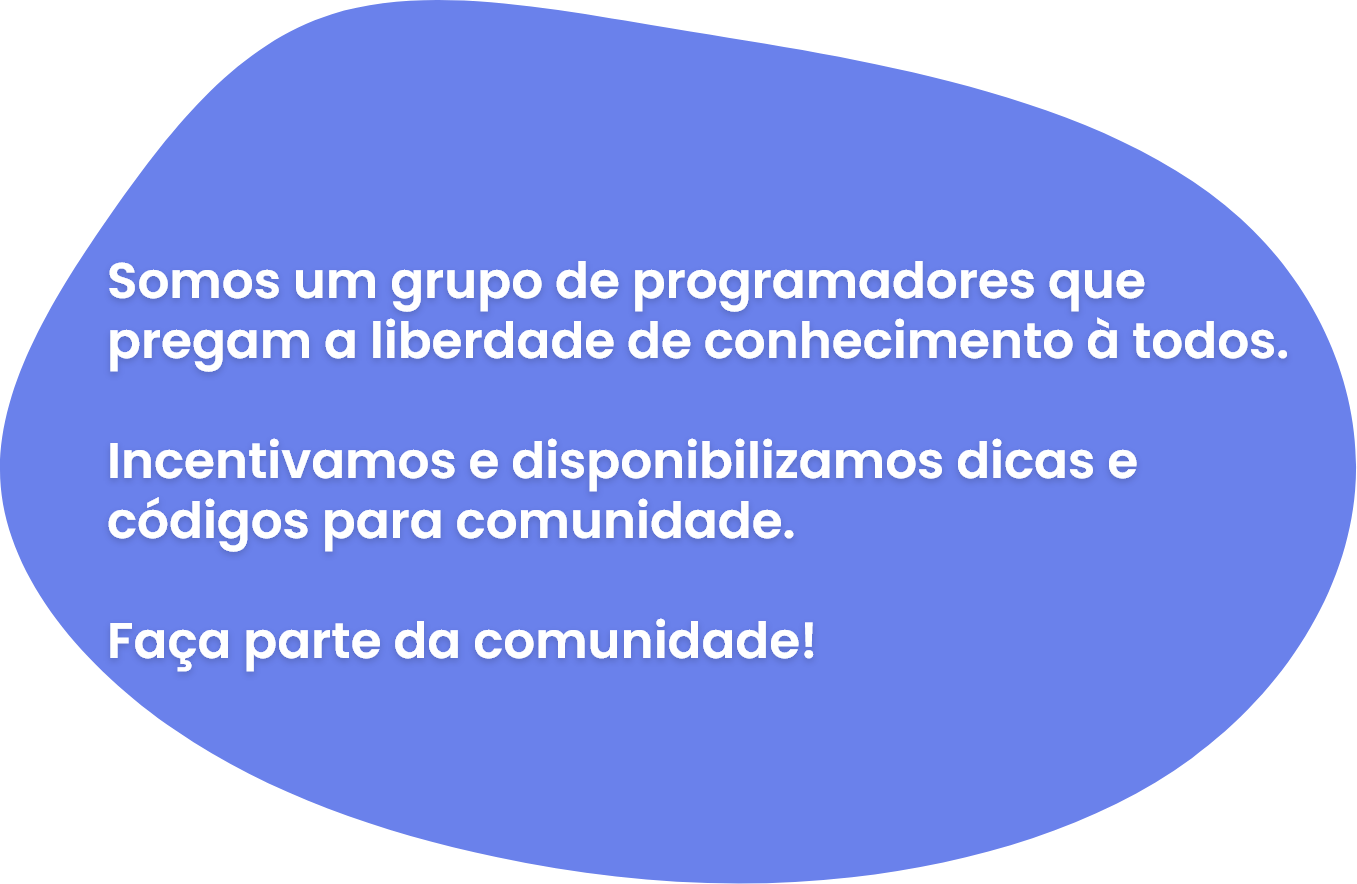 Somos um grupo de programadores que
pregam a liberdade de conhecimento à todos.
Incentivamos e disponibilizamos dicas e
códigos para comunidade.
Faça parte da comunidade!